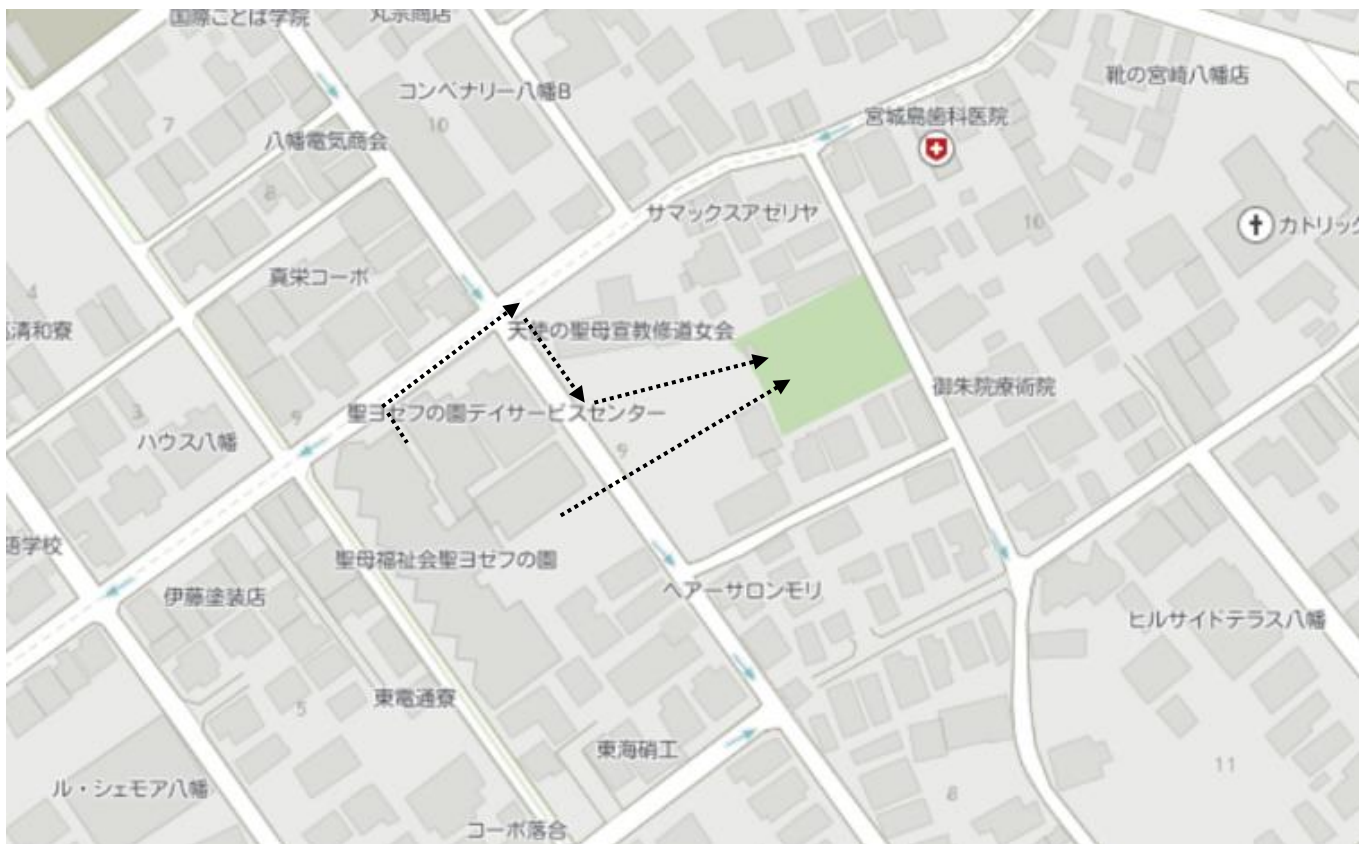 国際ことば学院
丸宗商店
コンベナリー八幡B
靴の宮崎八幡店
宮城島歯科医院
7
10
八幡電気商会
8
サマックスアゼリヤ
10
カトリック
真栄コーポ
4
清和寮
天使の聖母宣教修道女会
御朱院療術院
3
9
聖ヨゼフの園デイサービスセンター
ハウス八幡
9
語学校
聖母福祉会聖ヨゼフの園
伊藤塗装店
ヘアーサロンモリ
ヒルサイドテラス八幡
東電通寮
5
東海硝工
11
ル・シェモア八幡
8
コーポ落合